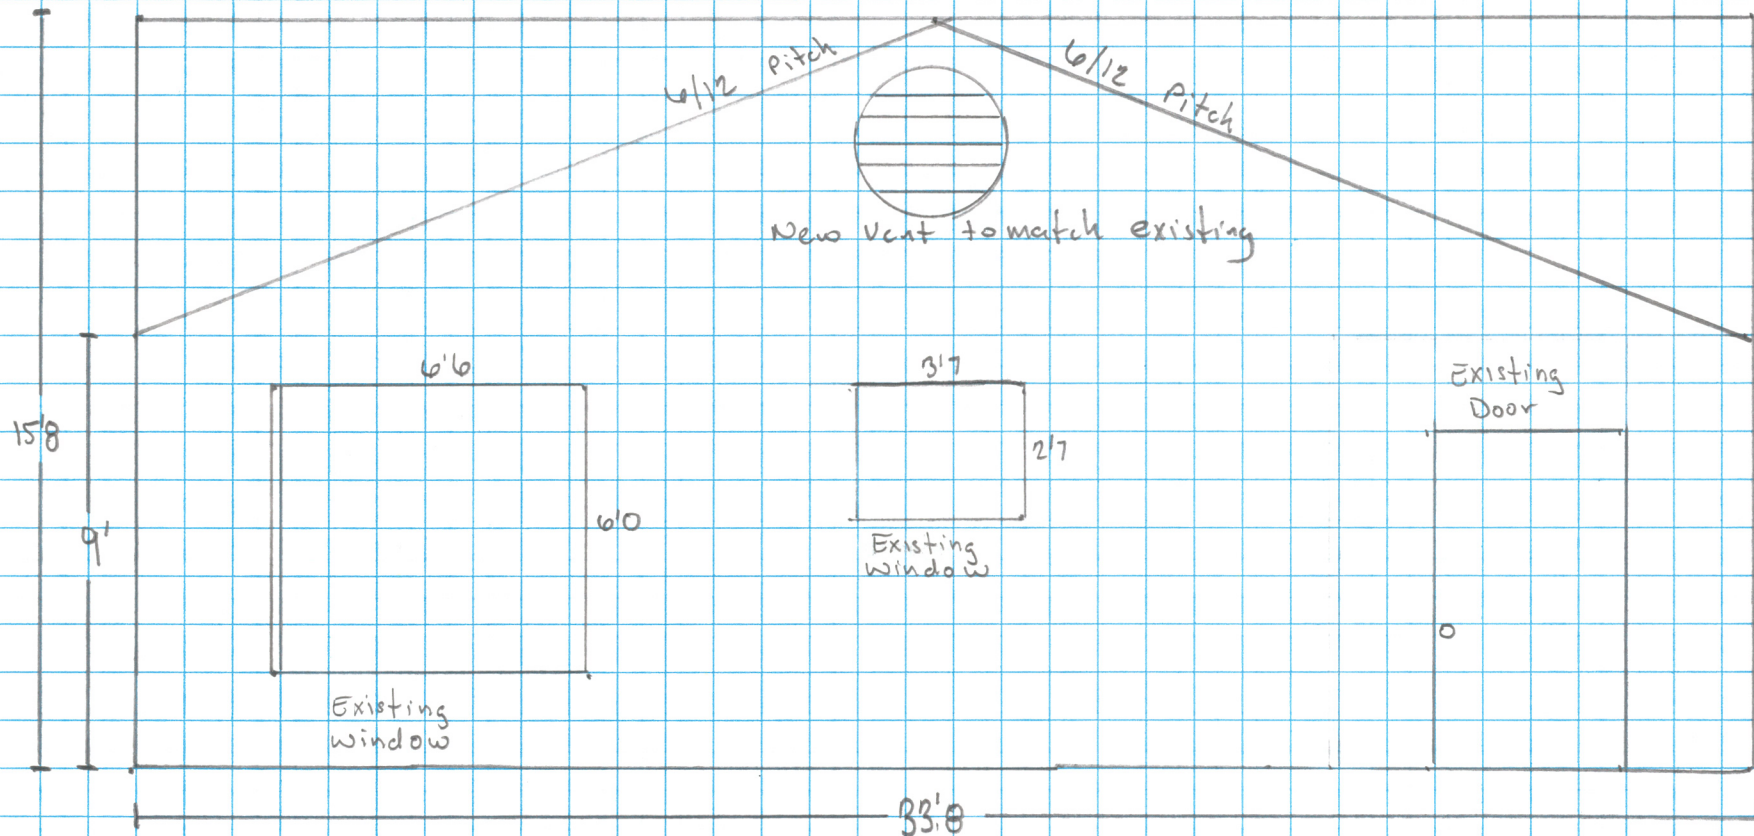 6/12 Pitch
6/12 Pitch
New Vent to match existing
6'6
3'7
Existing
Door
15'8
2'7
9'
6'0
Existing
Window
Existing
Window
33'8